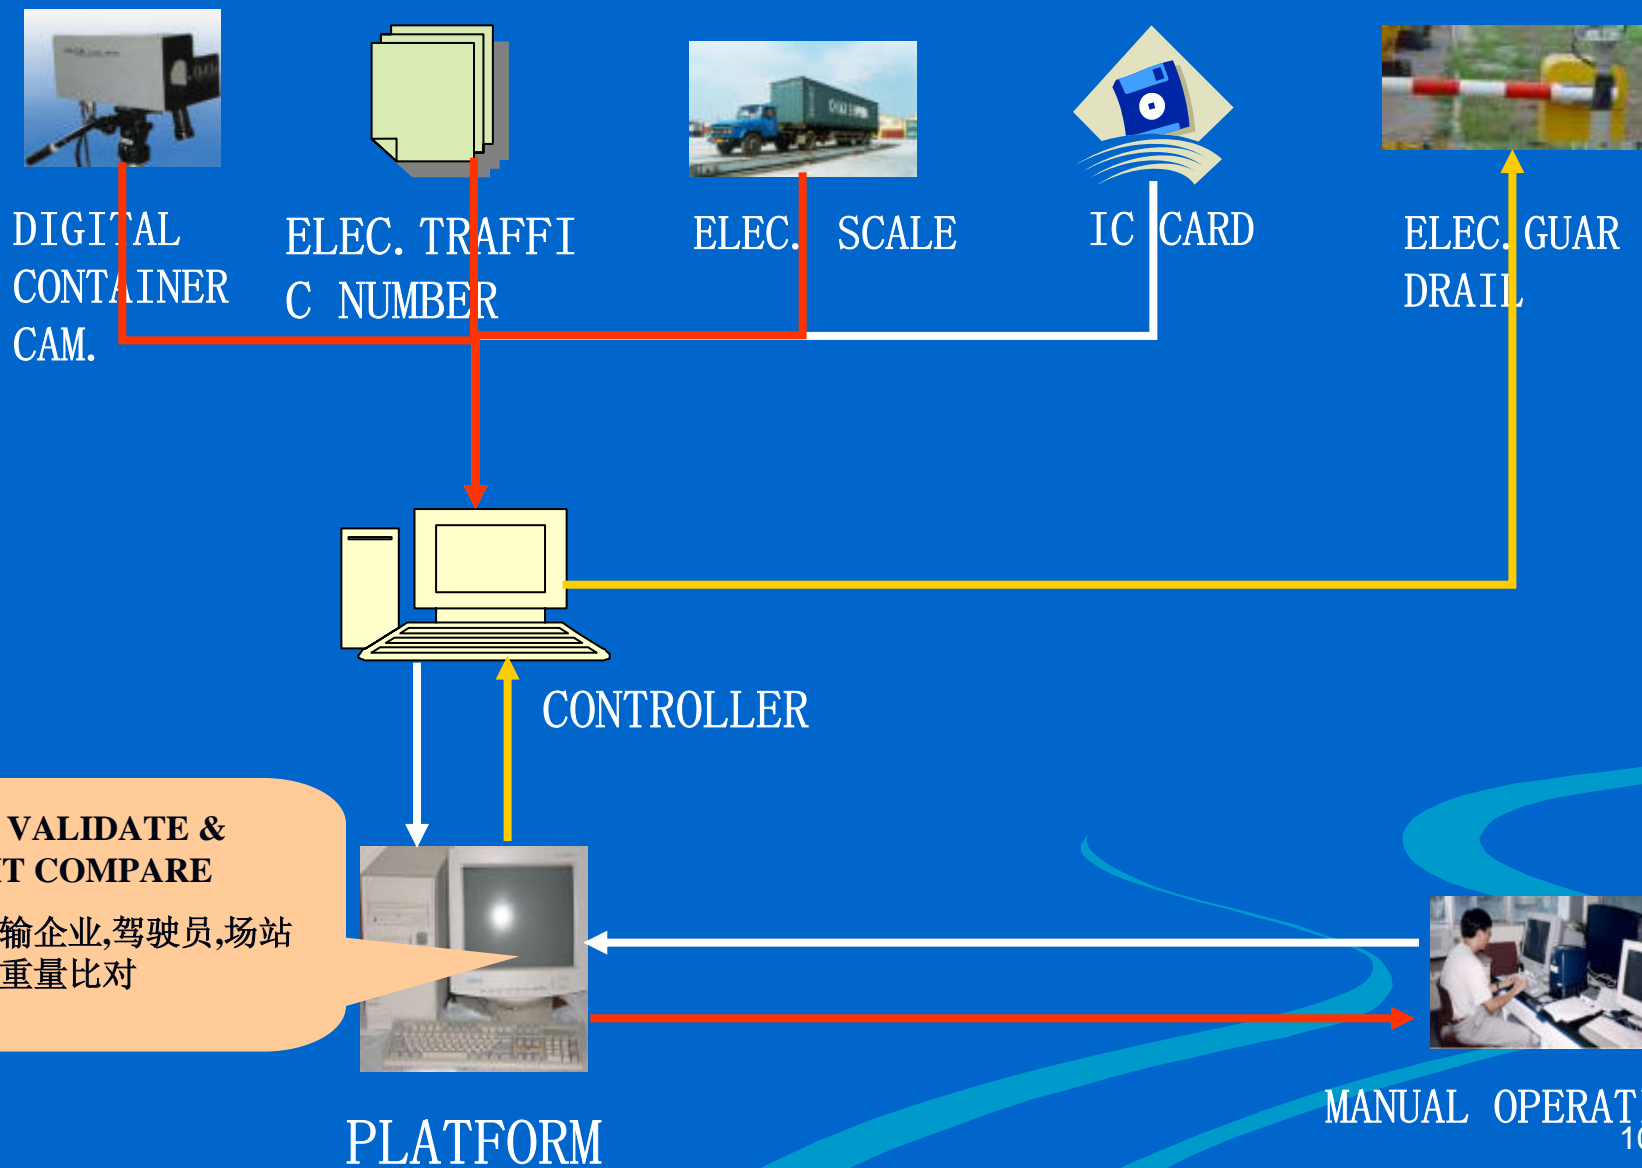 DIGITAL
CONTAINER
CAM.
ELEC. TRAFFI
C NUMBER
ELEC. SCALE
IC CARD
ELEC. GUAR
DRAIL
CONTROLLER
VALIDATE &
COMPARE
输企业,驾驶员,场站
重量比对
PLATFORM
MANUAL